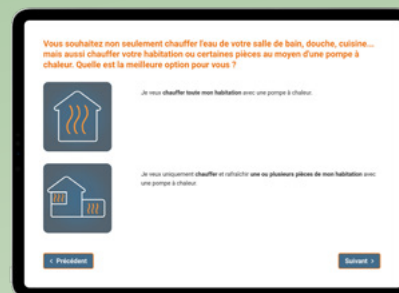 Vous souhaitez non seulement chauffer l'eau de votre salle de bain, douche, cuisine...
mais aussi chauffer votre habitation ou certaines pièces au moyen d'une pompe à
chaleur. Quelle est la meilleure option pour vous ?
Je veux chauffer toute mon habitation avec une pompe à chaleur.
Je veux uniquement chauffer et rafraîchir une ou plusieurs pièces de mon habitation avec
une pompe à chaleur.
< Précédent
Suivant >